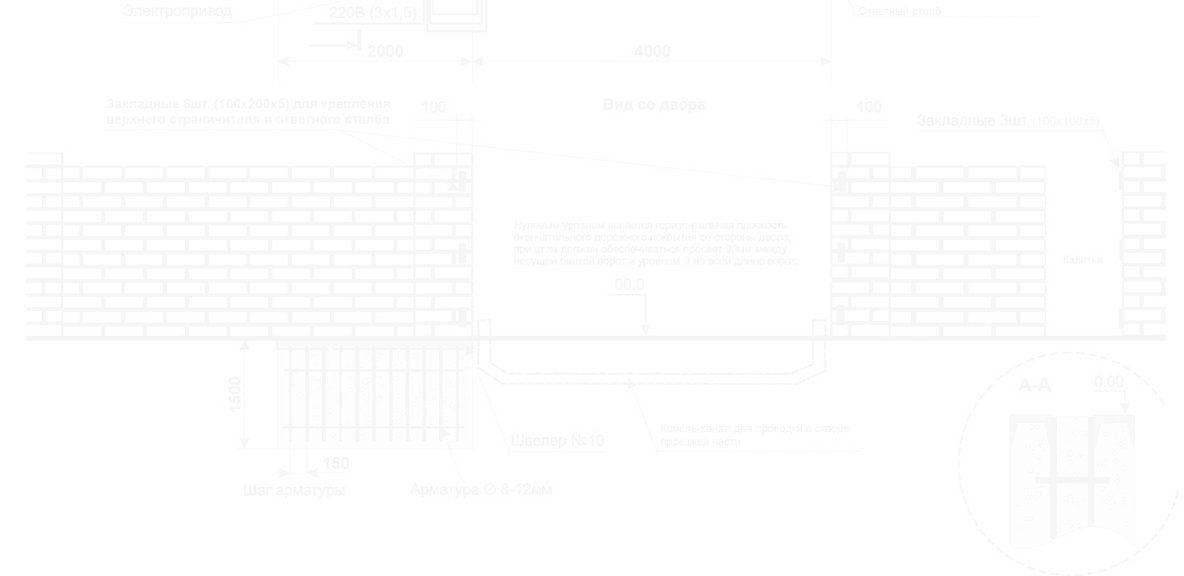 Электропривод
220В (3х1,5)
Ответный столб
2000
4000
Закладные 6шт. (100х200х5) для крепления
верхнего ограничителя и ответного столба
100
Вид со двора
100
Закладные 3шт (100х100х5)
Нулевым уровнем является горизонтальная плоскость
окончательного дорожного покрытия со стороны двора,
при этом должен обеспечиваться просвет 80мм между
несущей балкой ворот и уровнем 0 на всей длине ворот.
Калитка
00.0
1500
А-А
0.00
Кабель-канал для проводки в створе
проезжей части
Швелер №10
150
Шаг арматуры
Арматура ∅ 8-12мм